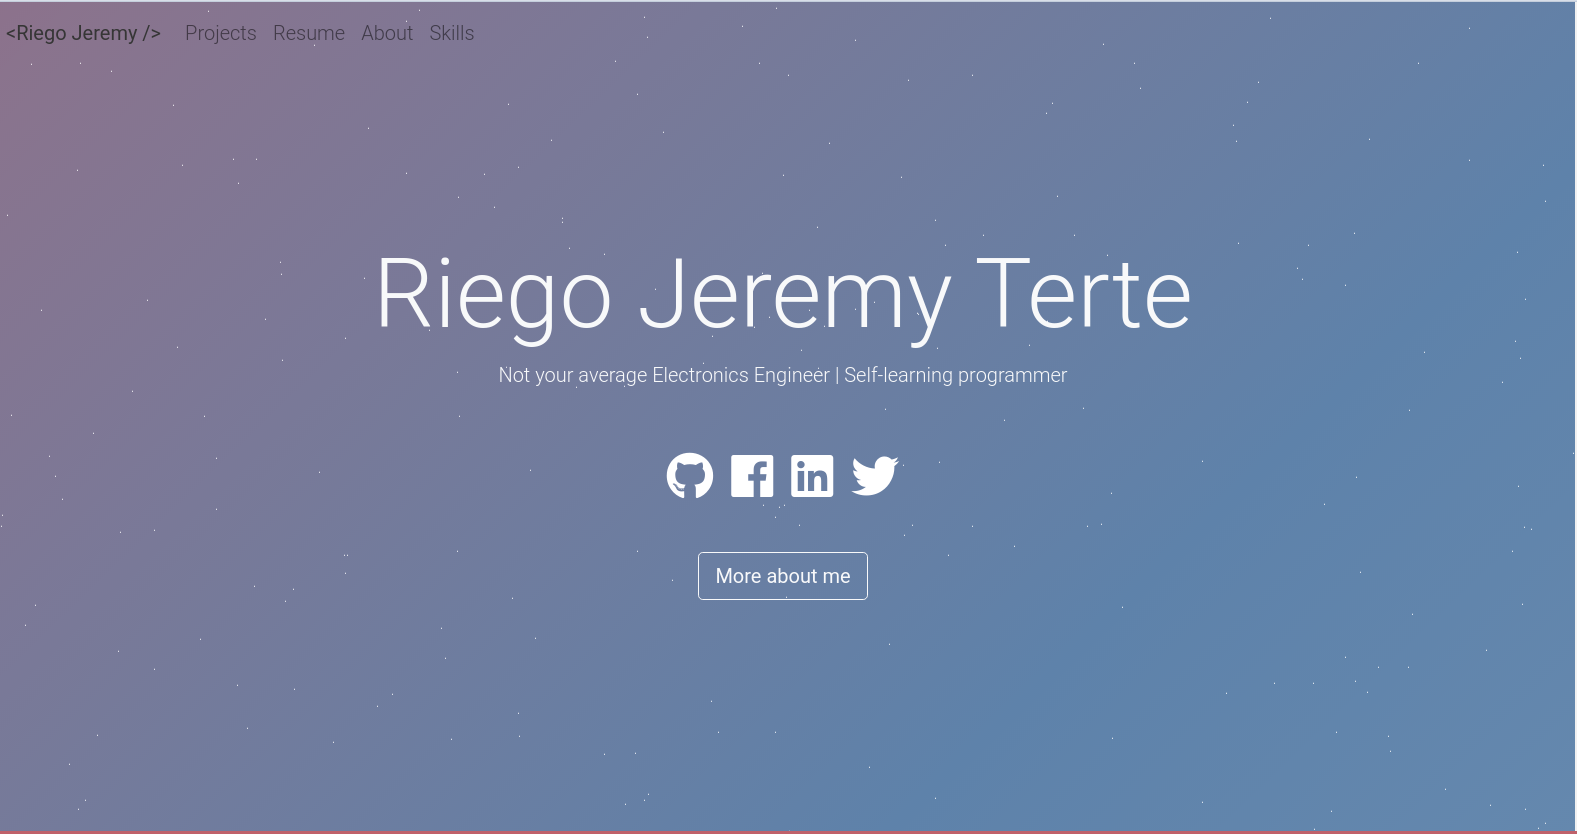 <Riego Jeremy /> Projects Resume About Skills
Riego Jeremy Terte
Not your average Electronics Engineer | Self-learning programmer
More about me